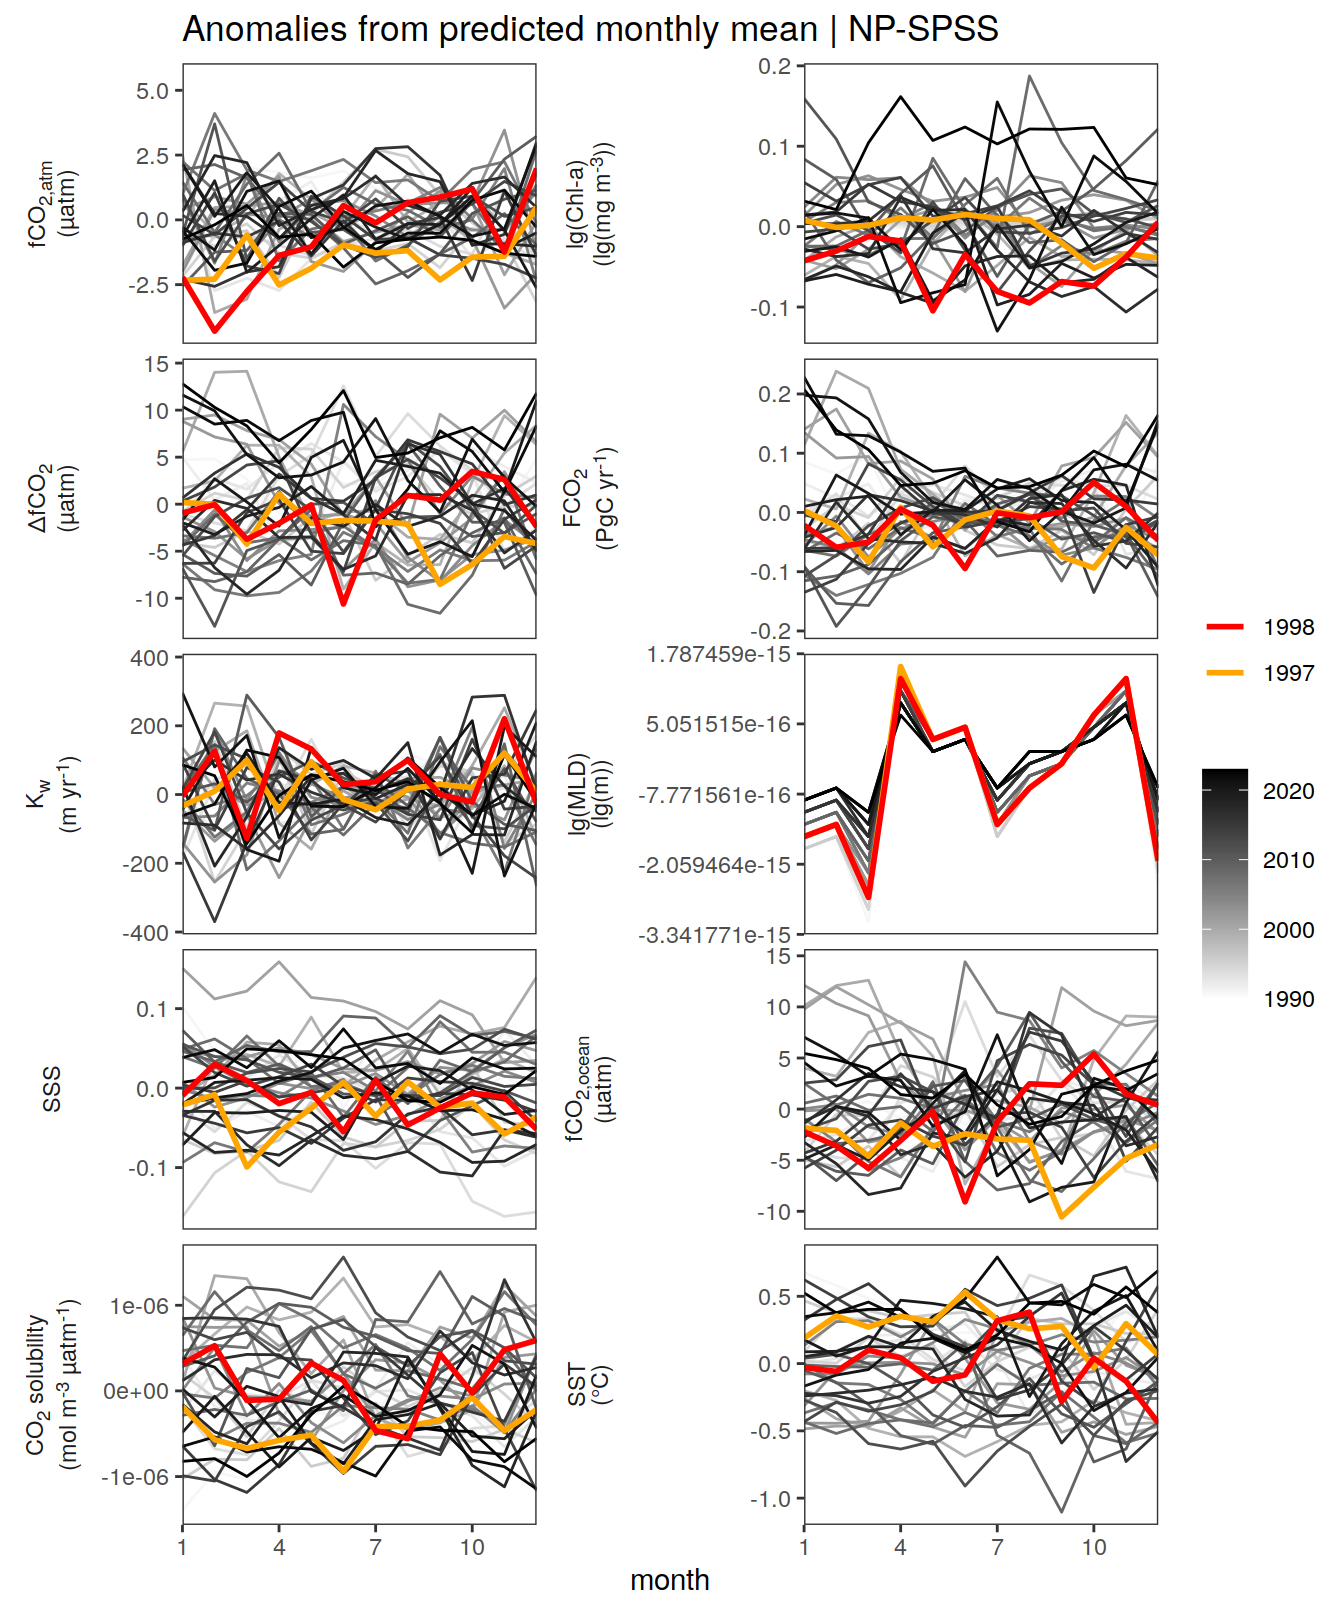 Anomalies from predicted monthly mean | NP-SPSS
fCO2,atm
(µatm)
5.0
2.5
0.0
-2.5
lg(Chl-a)
(lg(mg m-3))
0.2
0.1
0.0
-0.1
ΔfCO2
(µatm)
15
10
5
0
-5
-10
FCO2
(PgC yr-1)
0.2
0.1
0.0
-0.1
-0.2
Kw
(m yr-1)
400
200
0
-200
-400
lg(MLD)
(lg(m))
1.787459e-15
5.051515e-16
-7.771561e-16
-2.059464e-15
-3.341771e-15
SSS
0.1
0.0
-0.1
fCO2,ocean
(µatm)
15
10
5
0
-5
-10
CO2 solubility
(mol m-3 µatm-1)
1e-06
0e+00
-1e-06
SST
(°C)
0.5
0.0
-0.5
-1.0
1 4 7 10
1 4 7 10
month
1998
1997
2020
2010
2000
1990